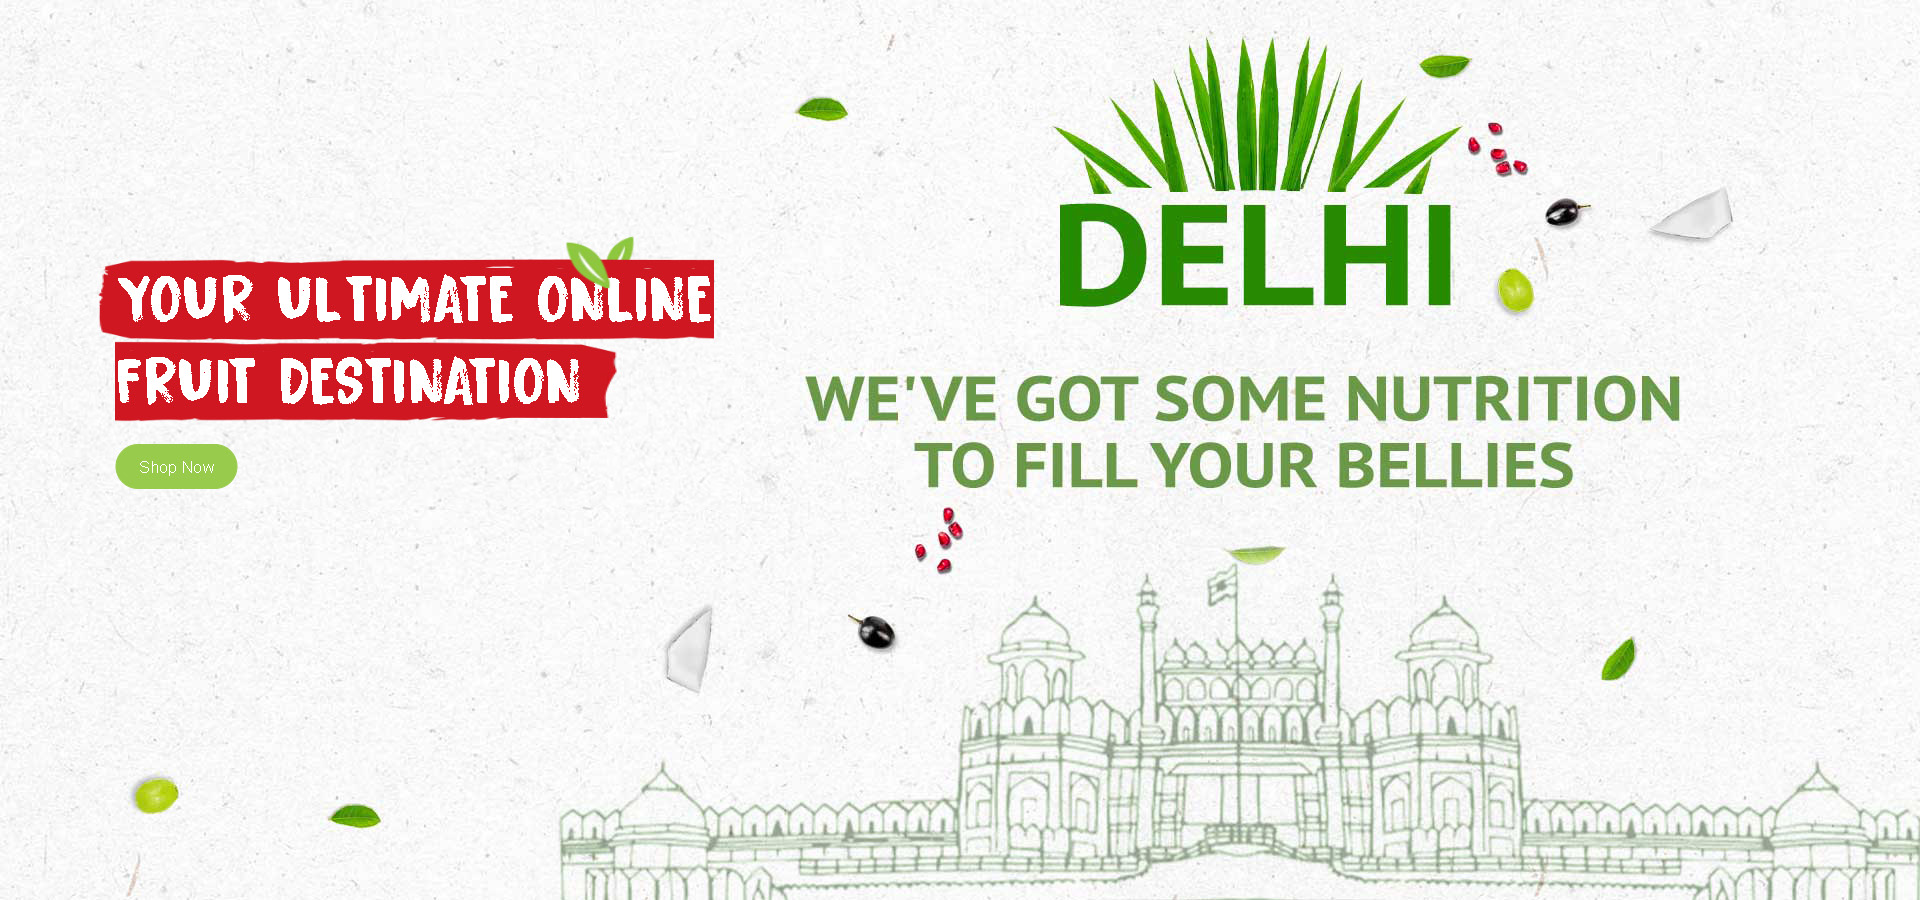 YOUR ULTIMATE ONLINE
FRUIT DESTINATION
Shop Now
DELHI
WE'VE GOT SOME NUTRITION
TO FILL YOUR BELLIES